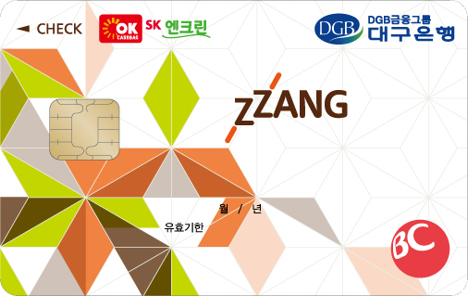 CHECK
OK
CASHBAG
SK 엔크린
DGB
DGB금융그룹
대구은행
ZZANG
월 / 년
유효기한
BC